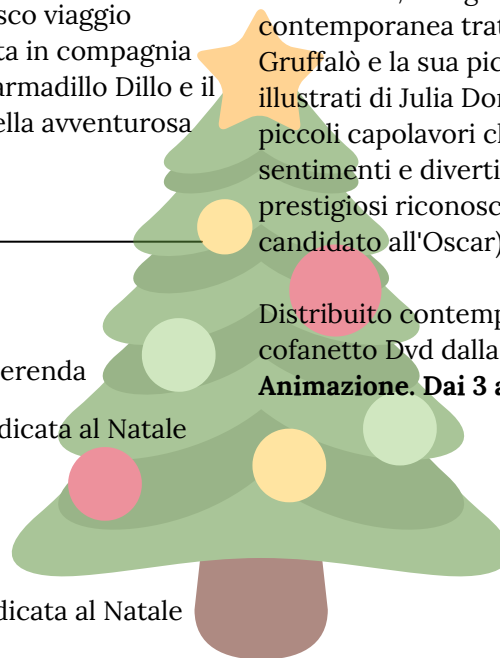 sco viaggio
ta in compagnia
armadillo Dillo e il
ella avventurosa
erenda
dicata al Natale
dicata al Natale
contemporanea trat
Gruffalò e la sua pic
illustrati di Julia Dor
piccoli capolavori c
sentimenti e diverti
prestigiosi riconosc
candidato all'Oscar)
Distribuito contemp
cofanetto Dvd dalla
Animazione. Dai 3 a